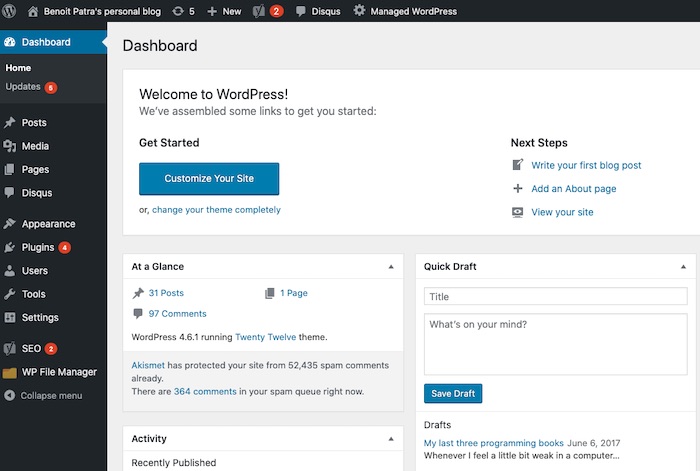 Benoit Patra's personal blog 5 + New 2 Disqus Managed WordPress
Dashboard
Home
Updates 5
Posts
Media
Pages
Disqus
Appearance
Plugins 4
Users
Tools
Settings
SEO 2
WP File Manager
Collapse menu
Dashboard
Welcome to WordPress!
We've assembled some links to get you started:
Get Started
Customize Your Site
or, change your theme completely
Next Steps
Write your first blog post
Add an About page
View your site
At a Glance
31 Posts 1 Page
97 Comments
WordPress 4.6.1 running Twenty Twelve theme.
Akismet has protected your site from 52,435 spam comments
already.
There are 364 comments in your spam queue right now.
Activity
Recently Published
Quick Draft
Title
What's on your mind?
Save Draft
Drafts
My last three programming books June 6, 2017
Whenever I feel a little bit weak in a computer…